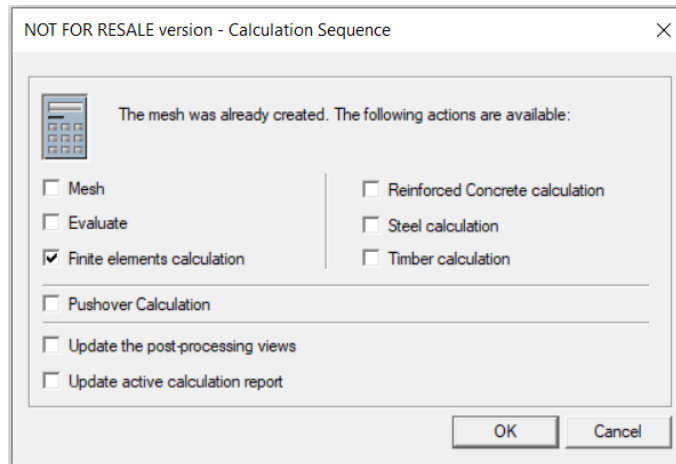 NOT FOR RESALE version - Calculation Sequence
The mesh was already created. The following actions are available:
Mesh
Evaluate
Finite elements calculation
Reinforced Concrete calculation
Steel calculation
Timber calculation
Pushover Calculation
Update the post-processing views
Update active calculation report
OK
Cancel